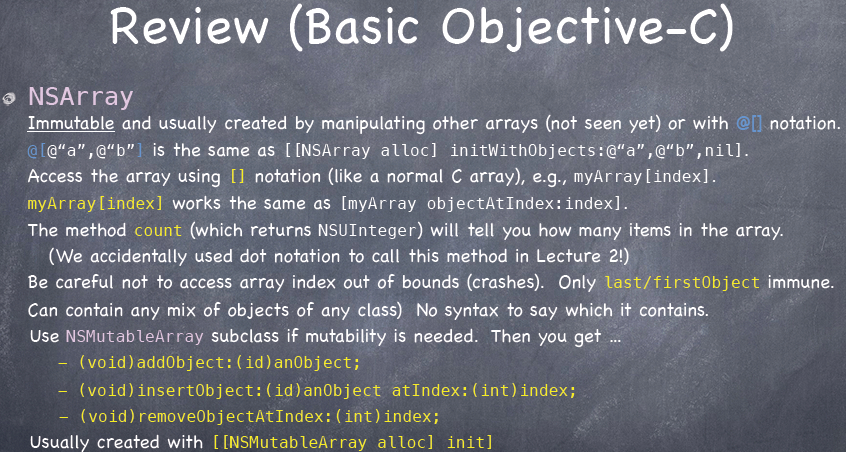 Review (Basic Objective-C)
NSArray
Immutable and usually created by manipulating other arrays (not seen yet) or with @[] notation.
@[@“a”,@“b”] is the same as [[NSArray alloc] initWithObjects:@“a”,@“b”,nil].
Access the array using [] notation (like a normal C array), e.g., myArray[index].
myArray[index] works the same as [myArray objectAtIndex:index].
The method count (which returns NSUInteger) will tell you how many items in the array.
(We accidentally used dot notation to call this method in Lecture 2!)
Be careful not to access array index out of bounds (crashes). Only last/firstObject immune.
Can contain any mix of objects of any class) No syntax to say which it contains.
Use NSMutableArray subclass if mutability is needed. Then you get ...
– (void)addObject:(id)anObject;
– (void)insertObject:(id)anObject atIndex:(int)index;
– (void)removeObjectAtIndex:(int)index;
Usually created with [[NSMutableArray alloc] init]